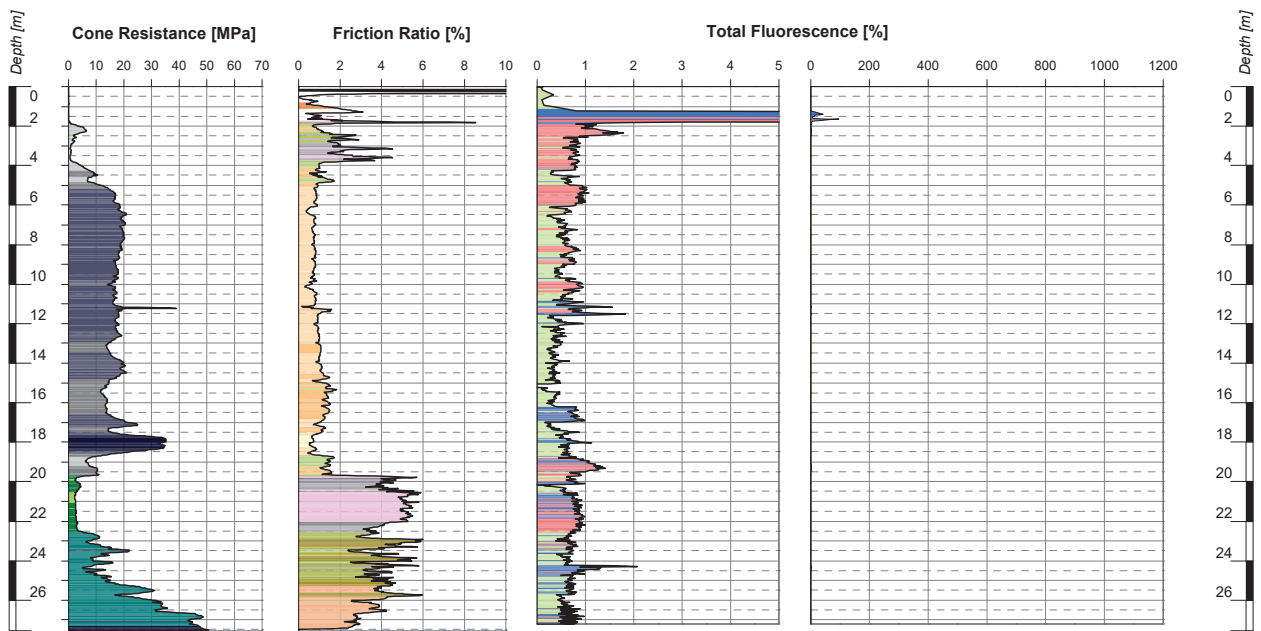 Depth [m]
Cone Resistance [MPa]
Friction Ratio [%]
Total Fluorescence [%]
Depth [m]
0 10 20 30 40 50 60 70
0 2 4 6 8 10
0 1 2 3 4 5
0 200 400 600 800 1000 1200
0 0
2 2
4 4
6 6
8 8
10 10
12 12
14 14
16 16
18 18
20 20
22 22
24 24
26 26